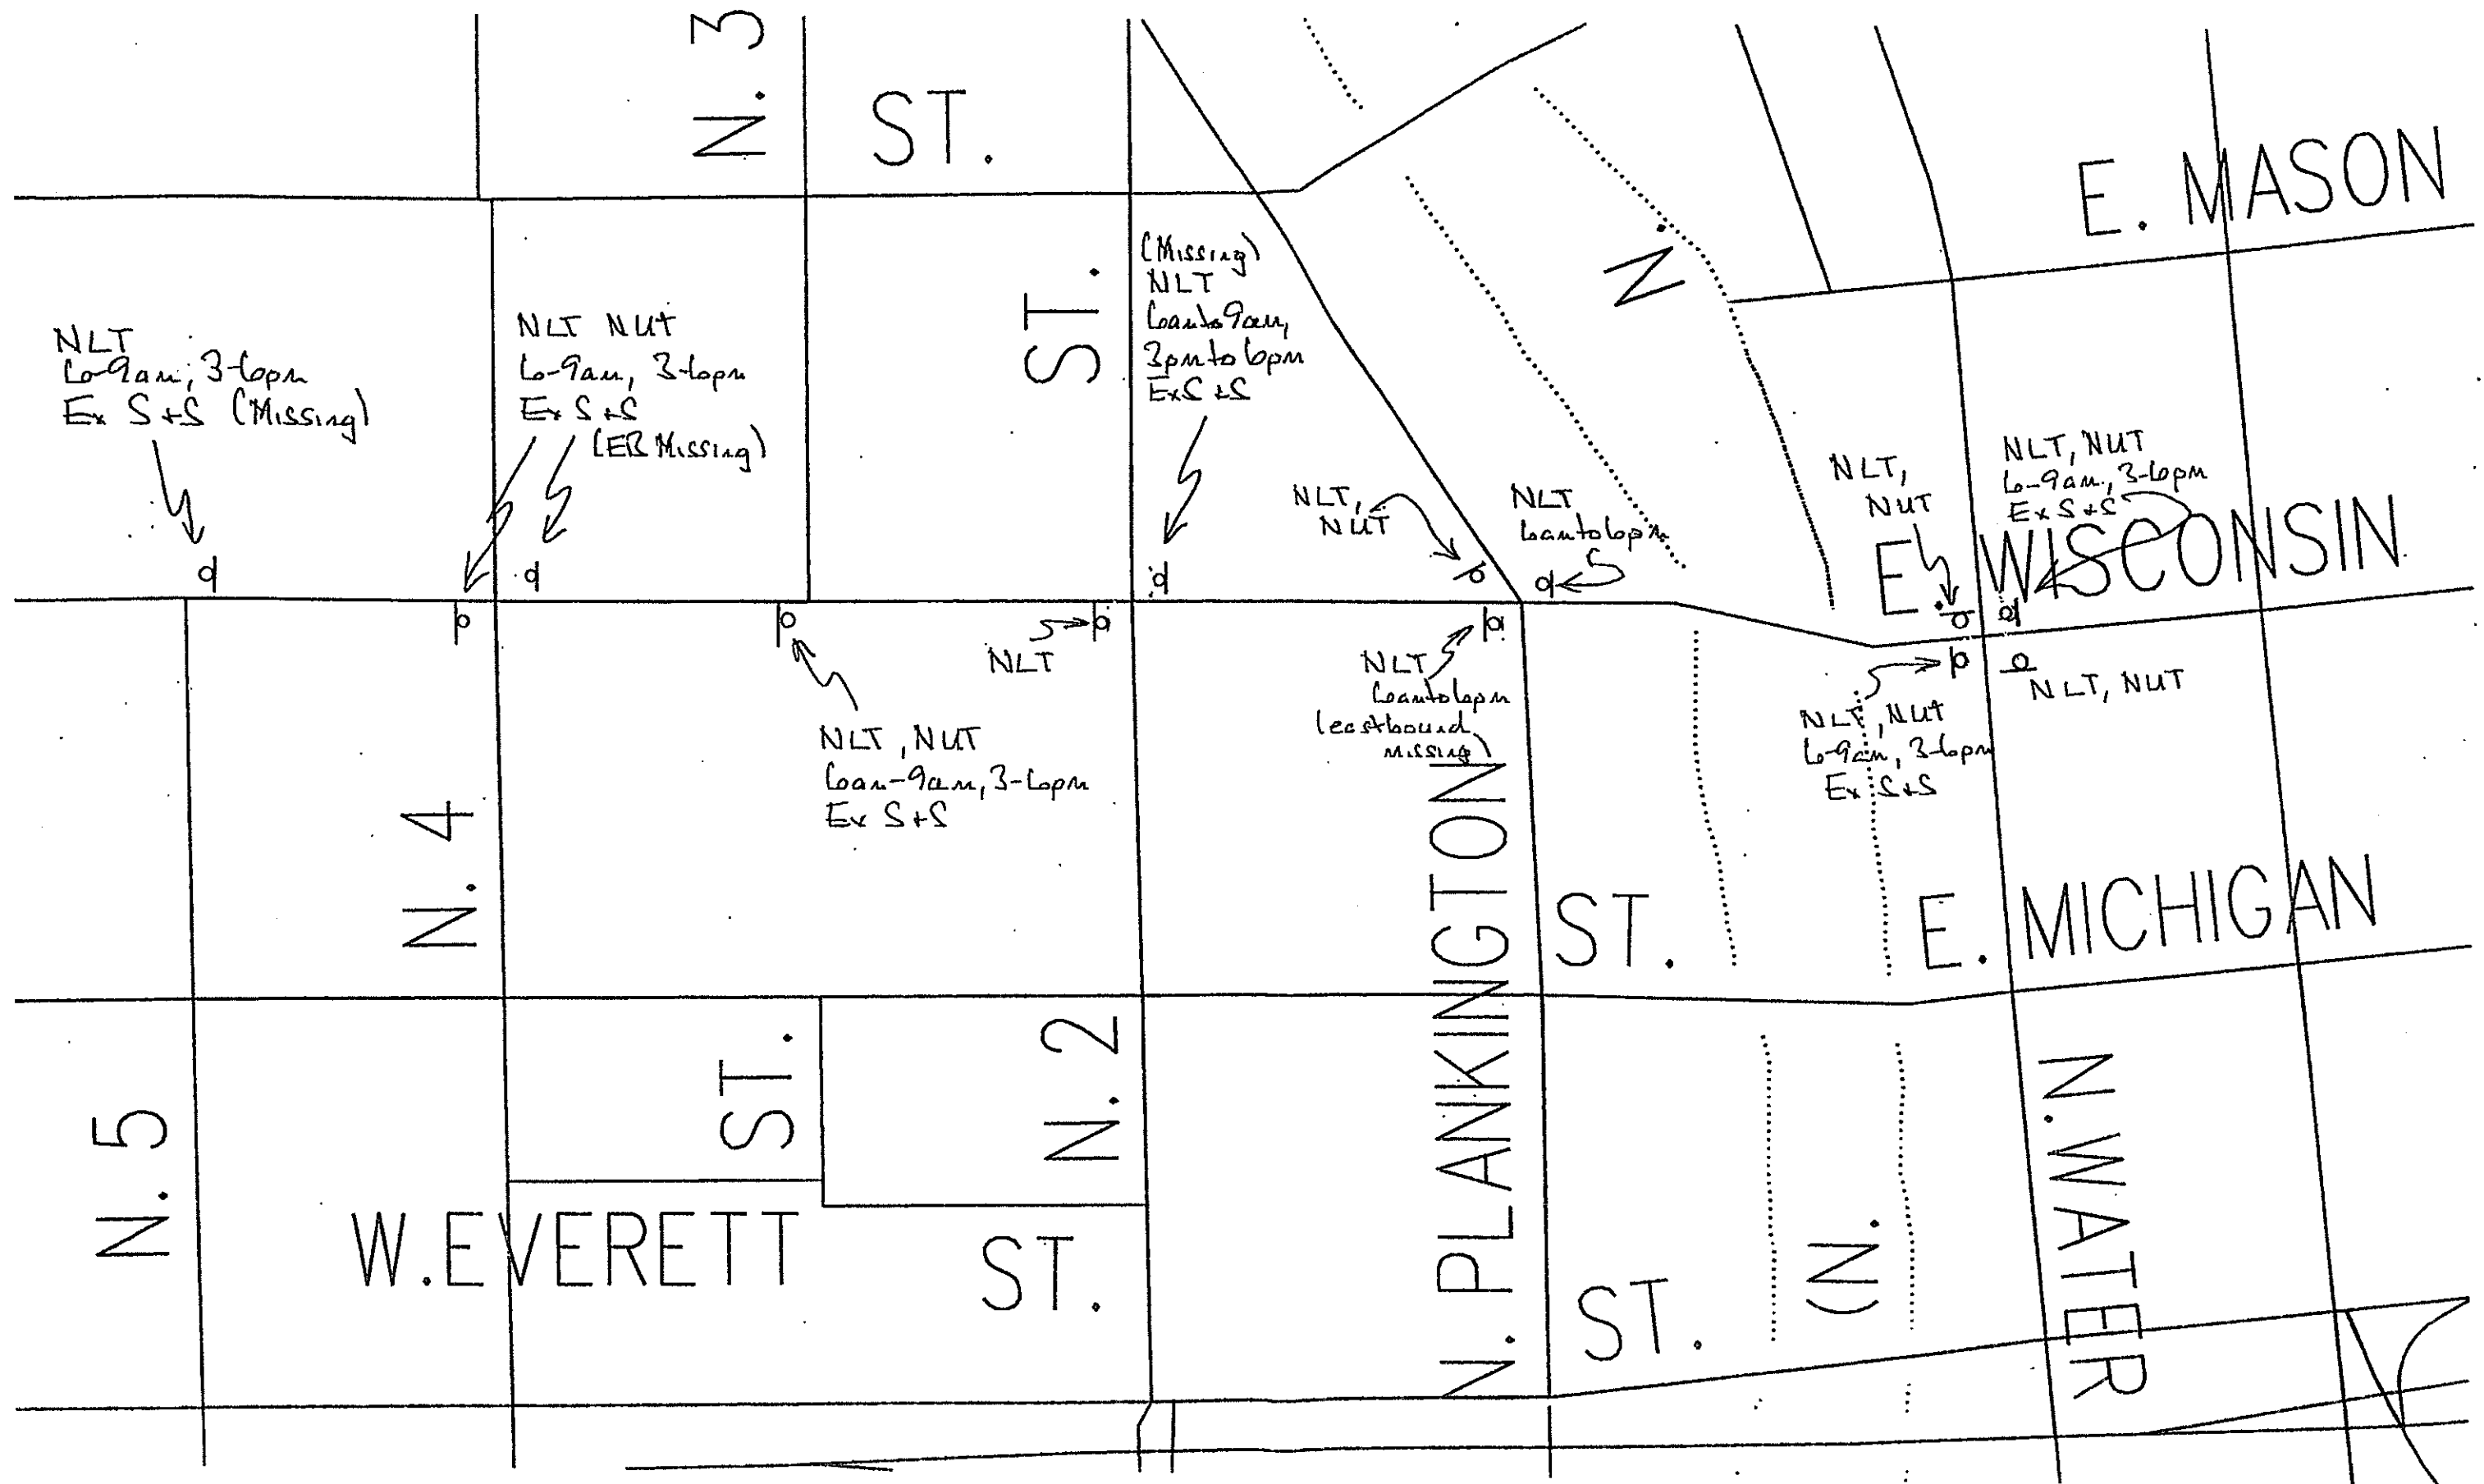 N. 3
ST.
E. MASON
N.
ST.
(Missing)
NLT
6am to 9am,
3pm to 6pm
Ex S+S
NLT
6-9am, 3-6pm
Ex S+S (Missing)
NLT NUT
6-9am, 3-6pm
Ex S+S
(EB Missing)
NLT,
NUT
NLT
6am to 6pm
NLT,
NUT
NLT, NUT
6-9am, 3-6pm
Ex S+S
E. WISCONSIN
NLT
NLT, NUT
6am-9am, 3-6pm
Ex S+S
NLT
6am to 6pm
(eastbound
missing)
NLT, NUT
6-9am, 3-6pm
Ex S+S
NLT, NUT
N. 4
N. PLANKINGTON
ST.
E. MICHIGAN
N. 5
ST.
N. 2
W. EVERETT
ST.
ST.
(N.
N. WATER